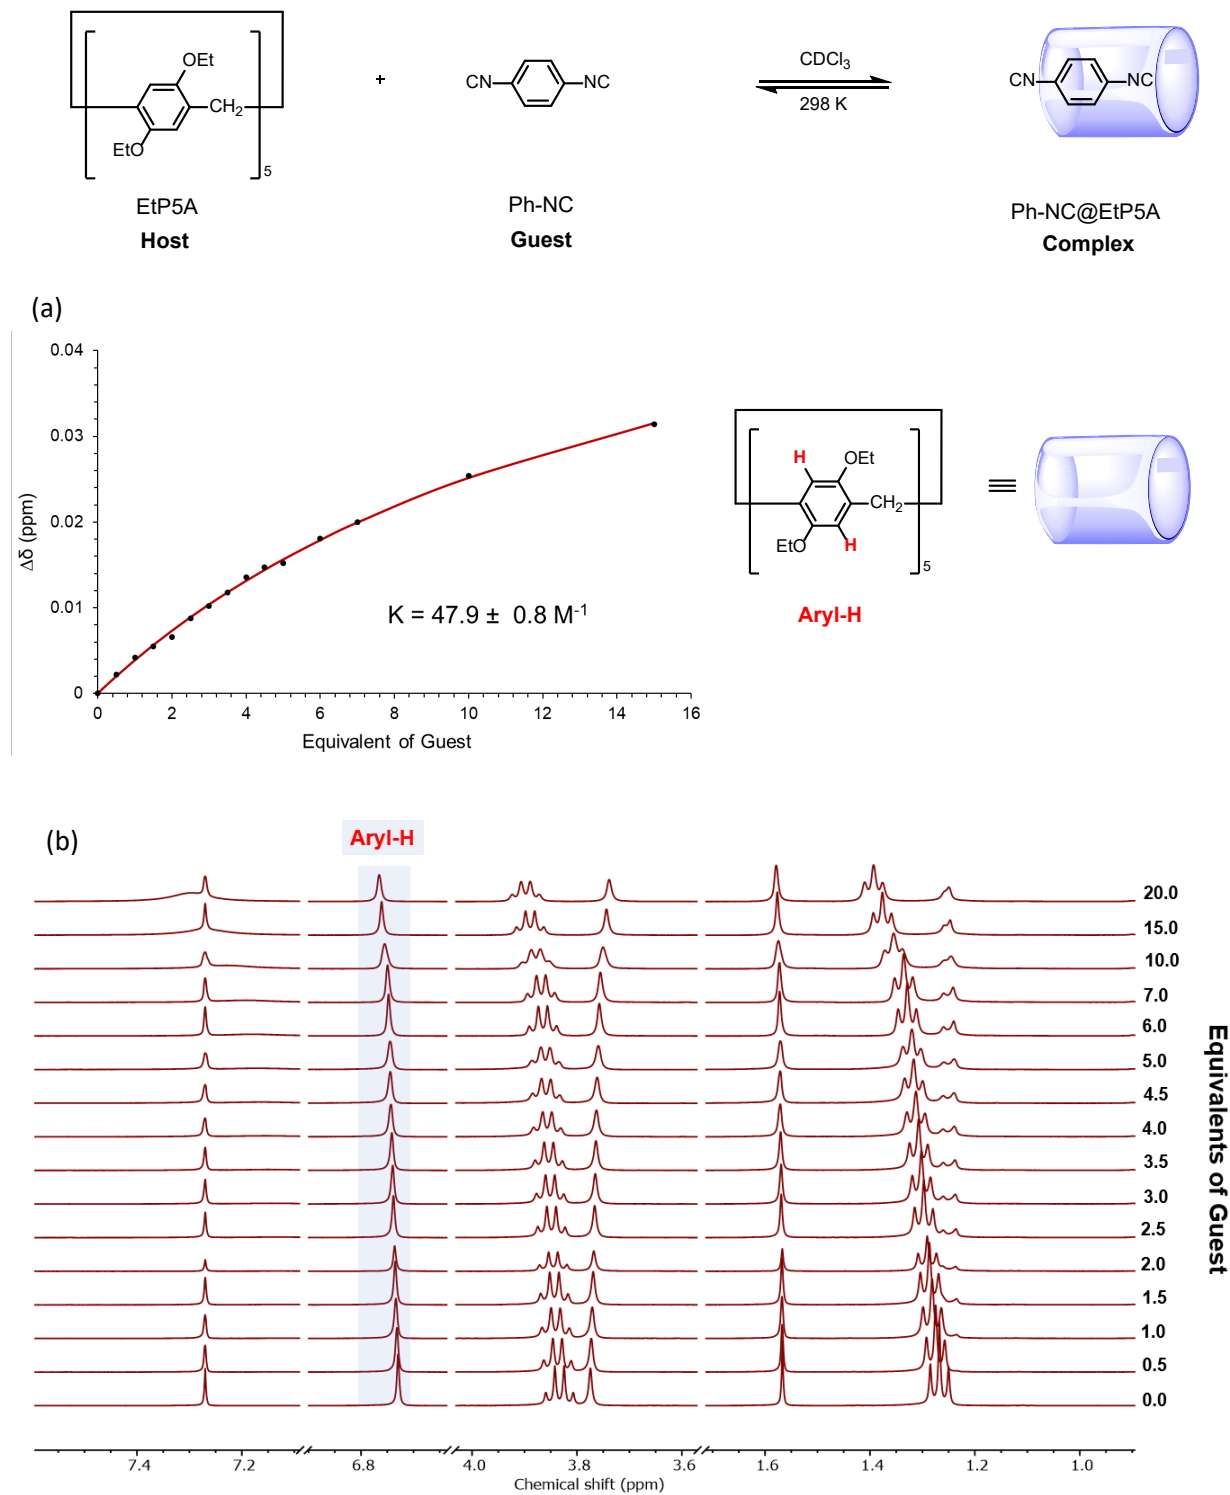 OEt
EtO
CH2
5
+
CN
NC
CDCl3
298 K
CN
NC
EtP5A
Host
Ph-NC
Guest
Ph-NC@EtP5A
Complex
(a)
0.04
0.03
0.02
0.01
0
Δδ (ppm)
K = 47.9 ± 0.8 M-1
0 2 4 6 8 10 12 14 16
Equivalent of Guest
H
OEt
CH2
EtO
H
5
Aryl-H
(b)
Aryl-H
20.0
15.0
10.0
7.0
6.0
5.0
4.5
4.0
3.5
3.0
2.5
2.0
1.5
1.0
0.5
0.0
Equivalents of Guest
7.4 7.2 6.8 4.0 3.8 3.6 1.6 1.4 1.2 1.0
Chemical shift (ppm)